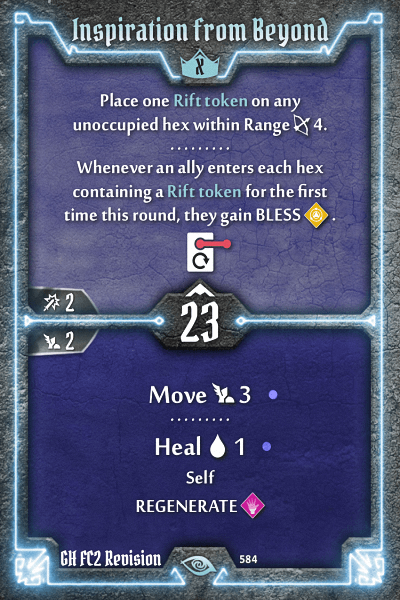 Inspiration from Beyond
X
Place one Rift token on any
unoccupied hex within Range 4.
Whenever an ally enters each hex
containing a Rift token for the first
time this round, they gain BLESS .
2
23
2
Move 3
Heal 1
Self
REGENERATE
GH FC2 Revision
584